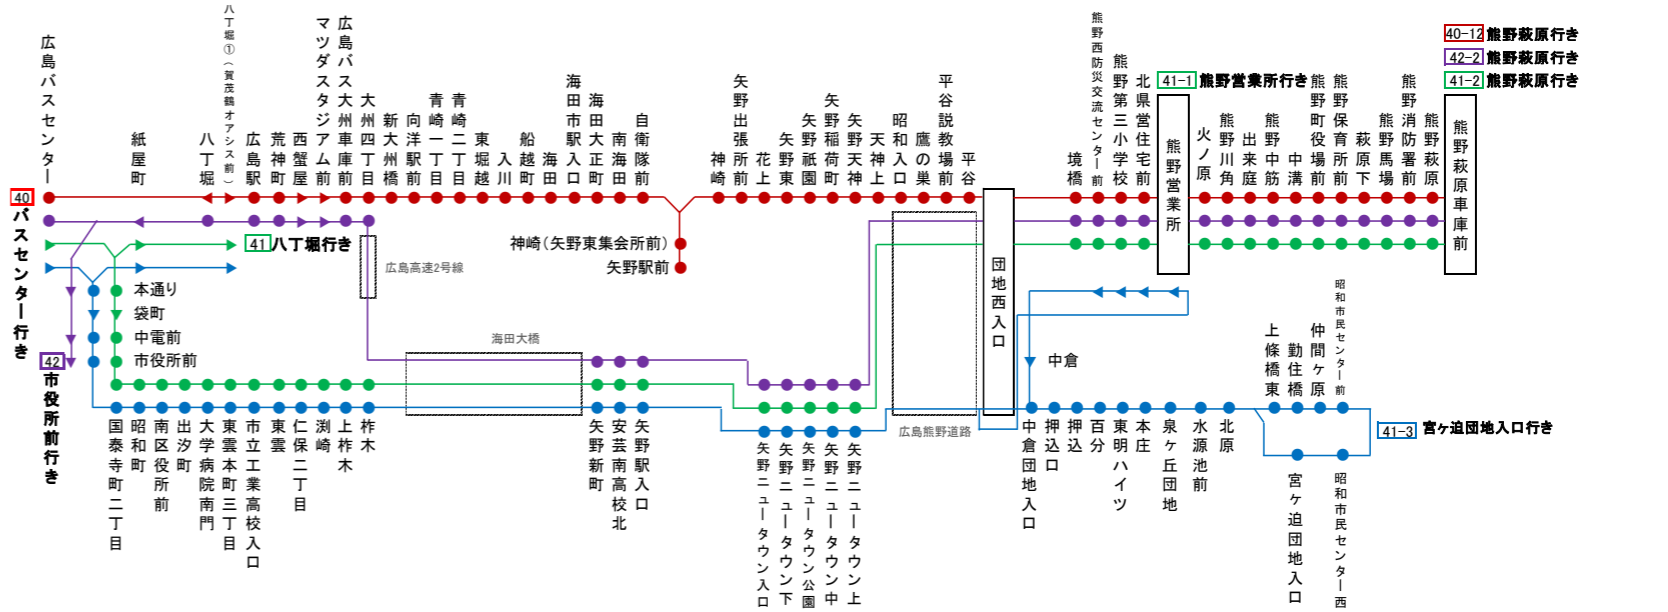 40-12 熊野萩原行き
42-2 熊野萩原行き
41-2 熊野萩原行き
41-1 熊野営業所行き
広島バスセンター
紙屋町
八丁堀
八丁堀①(賀茂鶴オアシス前)
広島駅
荒神町
西蟹屋
マツダスタジアム前
広島バス大州車庫前
大州四丁目
新大州橋
向洋駅前
青崎一丁目
青崎二丁目
東堀越
入川
船越町
海田
海田市駅入口
海田大正町
南海田
自衛隊前
神崎
矢野出張所前
花上
矢野東
矢野祇園
矢野稲荷町
矢野天神
天神上
昭和入口
鷹の巣
平谷説教場前
平谷
団地西入口
境橋
熊野西防災交流センター前
熊野第三小学校
北県営住宅前
熊野営業所
火ノ原
熊野川角
出来庭
熊野中筋
中溝
熊野町役場前
熊野保育所前
萩原下
熊野馬場
熊野消防署前
熊野萩原
熊野萩原車庫前
40 バスセンター行き
41 八丁堀行き
42 市役所前行き
神崎(矢野東集会所前)
矢野駅前
広島高速2号線
海田大橋
広島熊野道路
本通り
袋町
中電前
市役所前
国泰寺町二丁目
昭和町
南区役所前
出汐町
大学病院南門
東雲本町三丁目
市立工業高校入口
東雲
仁保二丁目
渕崎
上柞木
柞木
矢野新町
安芸南高校北
矢野駅入口
矢野ニュータウン入口
矢野ニュータウン下
矢野ニュータウン公園
矢野ニュータウン中
矢野ニュータウン上
中倉
中倉団地入口
押込口
押込
百分
東明ハイツ
本庄
泉ヶ丘団地
水源池前
北原
上條橋東
勤住橋
仲間ヶ原
昭和市民センター前
宮ヶ迫団地入口
昭和市民センター西
41-3 宮ヶ迫団地入口行き